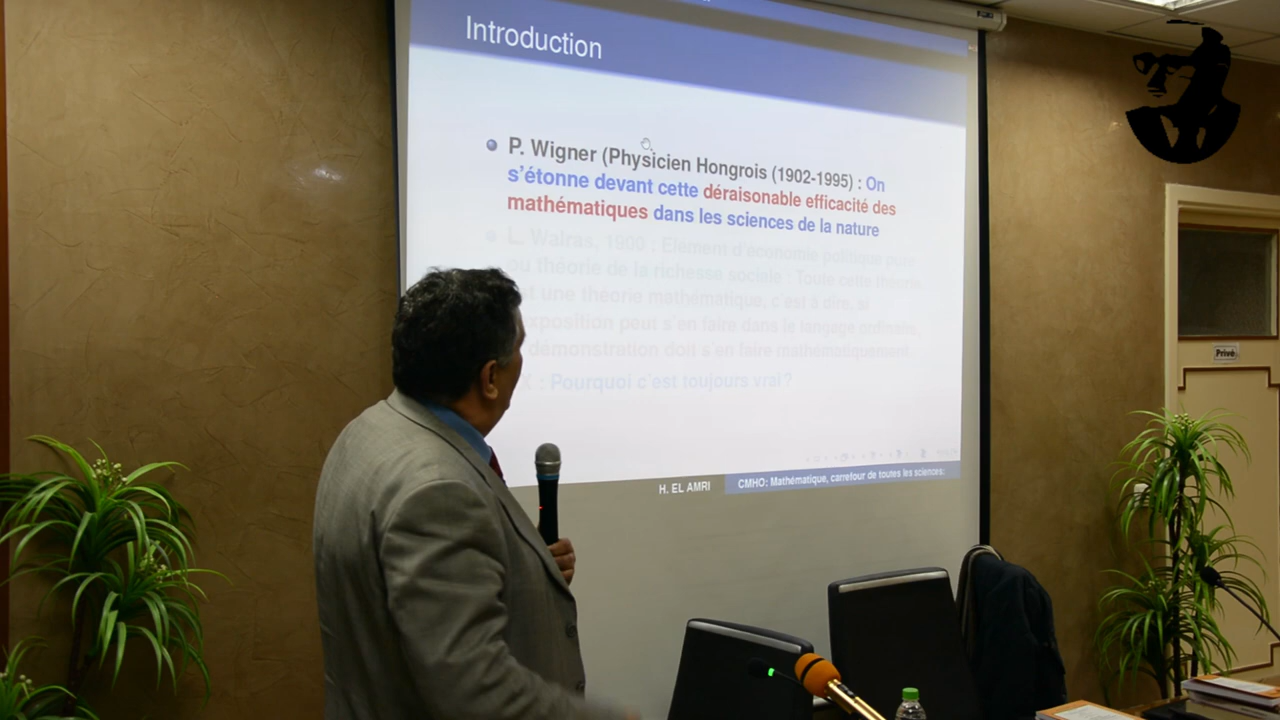 Introduction
P. Wigner (Physicien Hongrois (1902-1995) : On
s'étonne devant cette déraisonable efficacité des
mathématiques dans les sciences de la nature
L. Walras, 1900 : Element d'économie politique pure
ou théorie de la richesse sociale - Toute cette théorie
est une théorie mathématique, c'est à dire, si
exposition peut s'en faire dans le langage ordinaire,
démonstration doit s'en faire mathématiquement.
: Pourquoi c'est toujours vrai ?
H. EL AMRI
CMHO: Mathématique, carrefour de toutes les sciences:
Privé